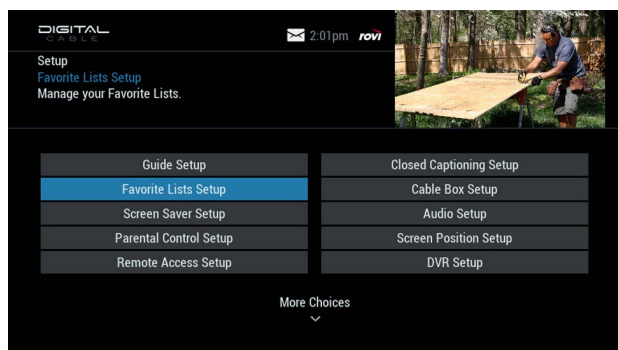 DIGITAL
CABLE
2:01pm rovi
Setup
Favorite Lists Setup
Manage your Favorite Lists.
Guide Setup
Closed Captioning Setup
Favorite Lists Setup
Cable Box Setup
Screen Saver Setup
Audio Setup
Parental Control Setup
Screen Position Setup
Remote Access Setup
DVR Setup
More Choices